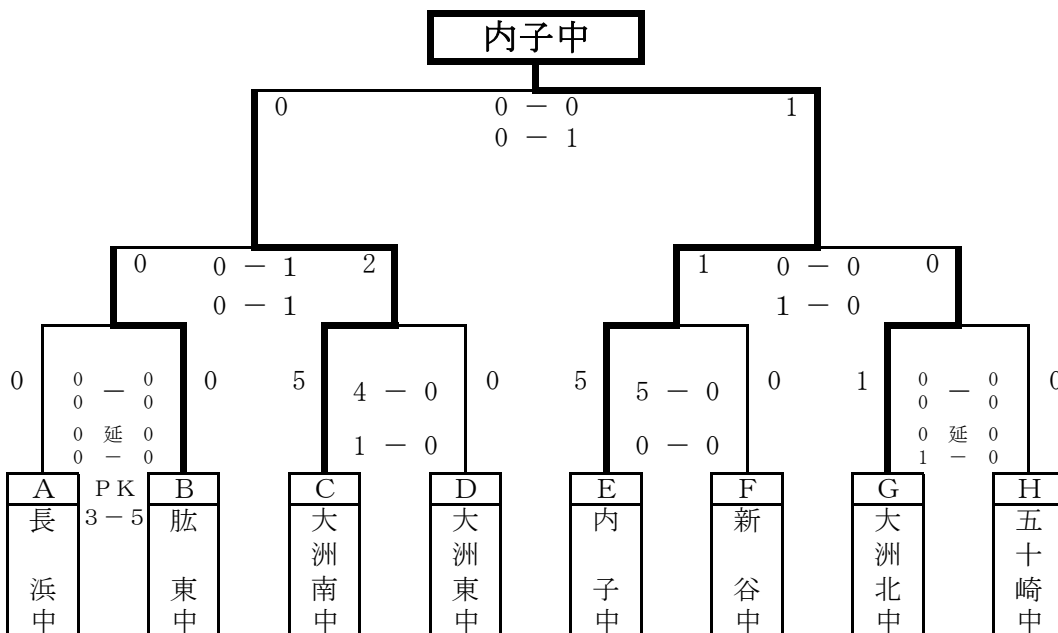 内子中
0 0 － 0 1
0 － 1
0 0 － 1 2 1 0 － 0 0
0 － 1 1 － 0
0 0 － 0 0 5 4 － 0 0 5 5 － 0 0 1 0 － 0 0
0 0 0 0
0 延 0 1 － 0 0 － 0 0 延 0
0 － 0 1 － 0
A PK B C D E F G H
3－5
長浜中
肱東中
大洲南中
大洲東中
内子中
新谷中
大洲北中
五十崎中